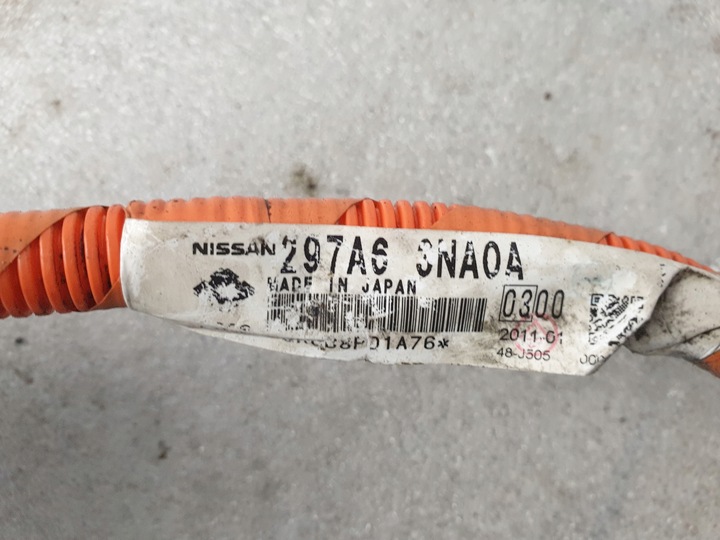 NISSAN 297A6 3NA0A
MADE IN JAPAN
0300
2011-01
48-J505